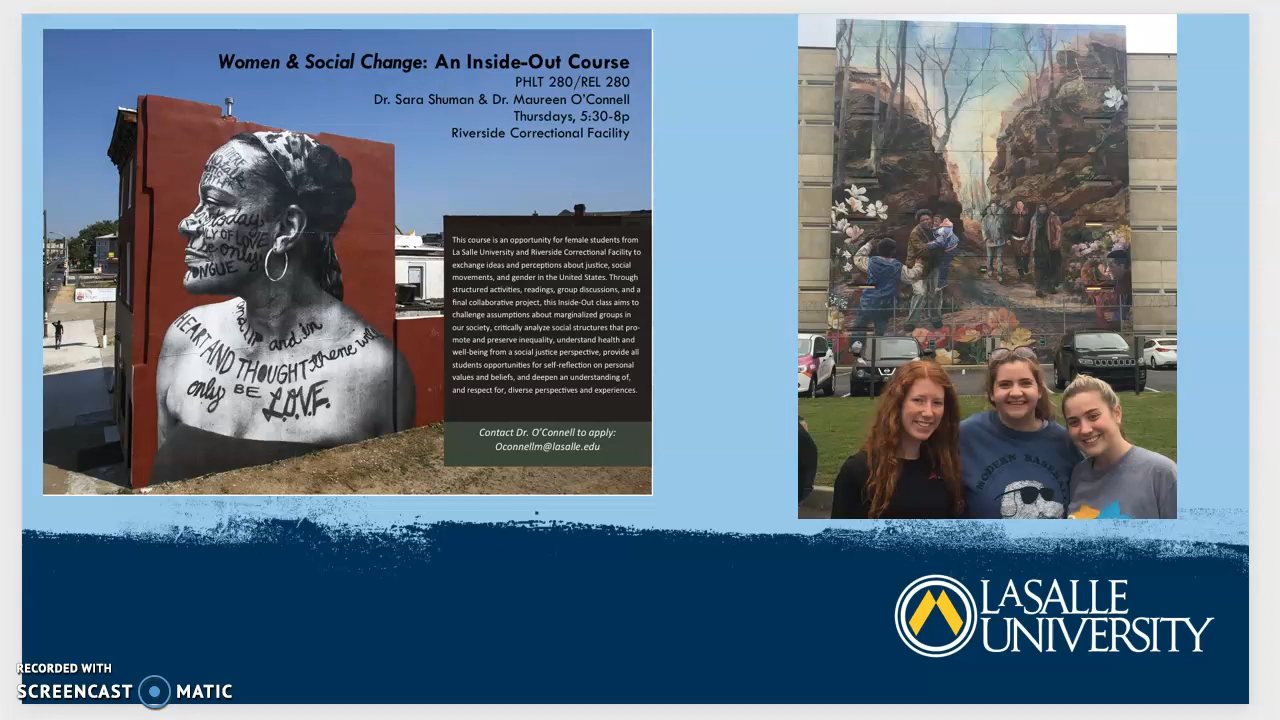 Women & Social Change: An Inside-Out Course
PHLT 280/REL 280
Dr. Sara Shuman & Dr. Maureen O'Connell
Thursdays, 5:30-8p
Riverside Correctional Facility
This course is an opportunity for female students from
La Salle University and Riverside Correctional Facility to
exchange ideas and perceptions about justice, social
movements, and gender in the United States. Through
structured activities, readings, group discussions, and a
final collaborative project, this Inside-Out class aims to
challenge assumptions about marginalized groups in
our society, critically analyze social structures that pro-
mote and preserve inequality, understand health and
well-being from a social justice perspective, provide all
students opportunities for self-reflection on personal
values and beliefs, and deepen an understanding of,
and respect for, diverse perspectives and experiences.
Contact Dr. O'Connell to apply:
Oconnellm@lasalle.edu
Today
OF LOVE
only
TONGUE
and in
HEART AND THOUGHT
there will
only BE
L.O.V.E.
MODERN BASEBA
LASALLE
UNIVERSITY
RECORDED WITH
SCREENCAST MATIC